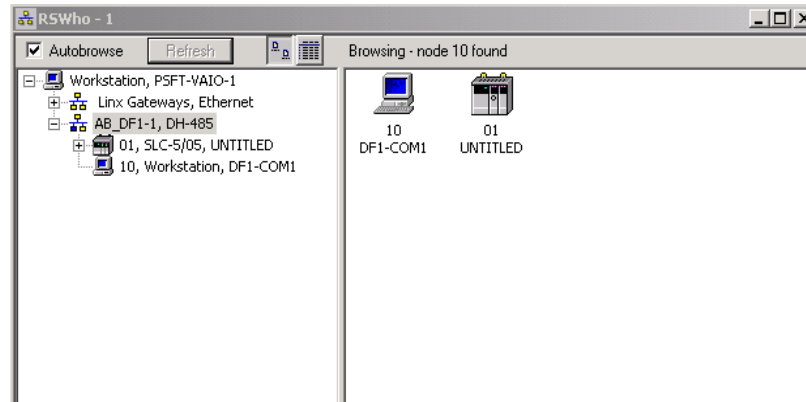 RSWho - 1
Autobrowse
Refresh
Browsing - node 10 found
Workstation, PSFT-VAIO-1
Linx Gateways, Ethernet
AB_DF1-1, DH-485
01, SLC-5/05, UNTITLED
10, Workstation, DF1-COM1
10
DF1-COM1
01
UNTITLED